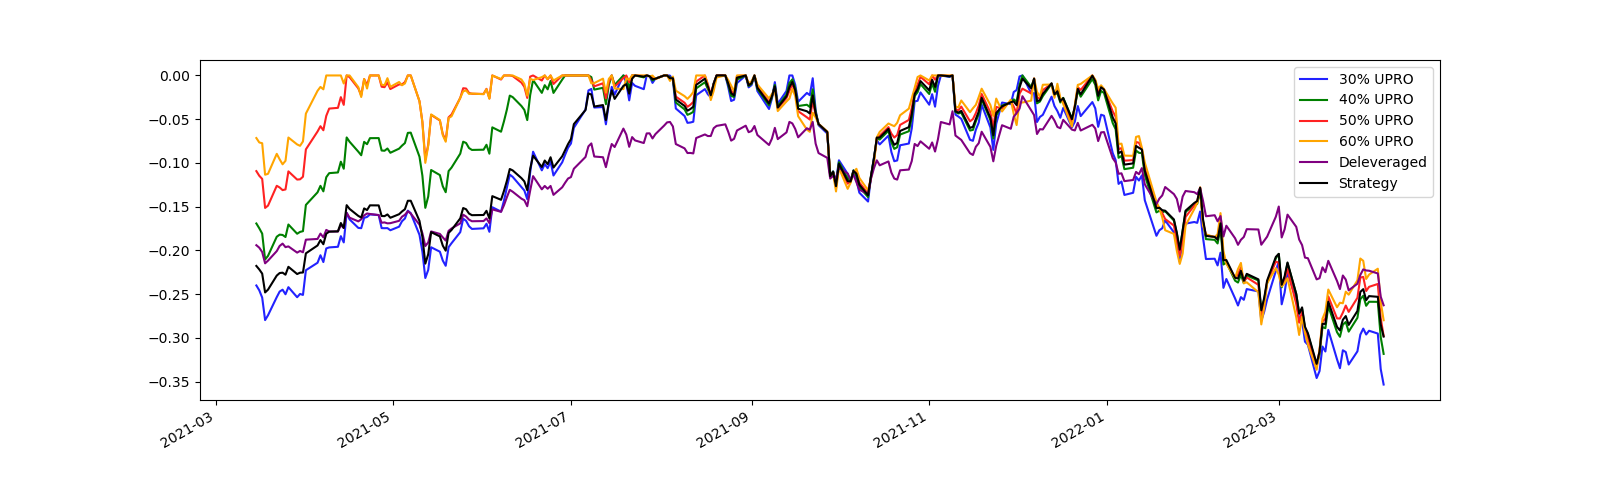 0.00
−0.05
−0.10
−0.15
−0.20
−0.25
−0.30
−0.35
2021-03
2021-05
2021-07
2021-09
2021-11
2022-01
2022-03
30% UPRO
40% UPRO
50% UPRO
60% UPRO
Deleveraged
Strategy